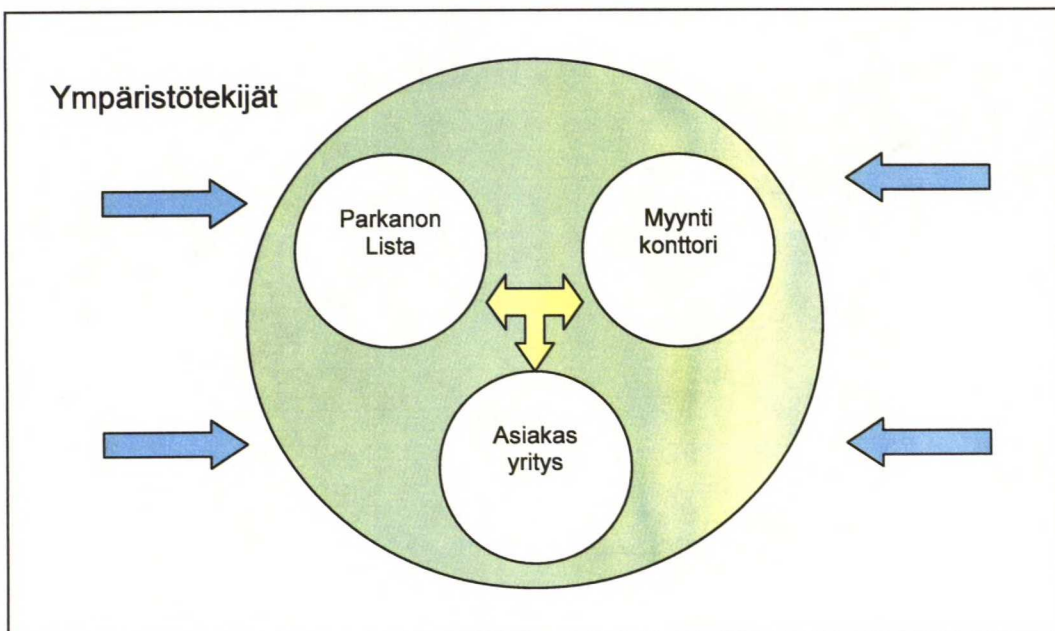 Ympäristötekijät
Parkanon
Lista
Myynti
konttori
Asiakas
yritys